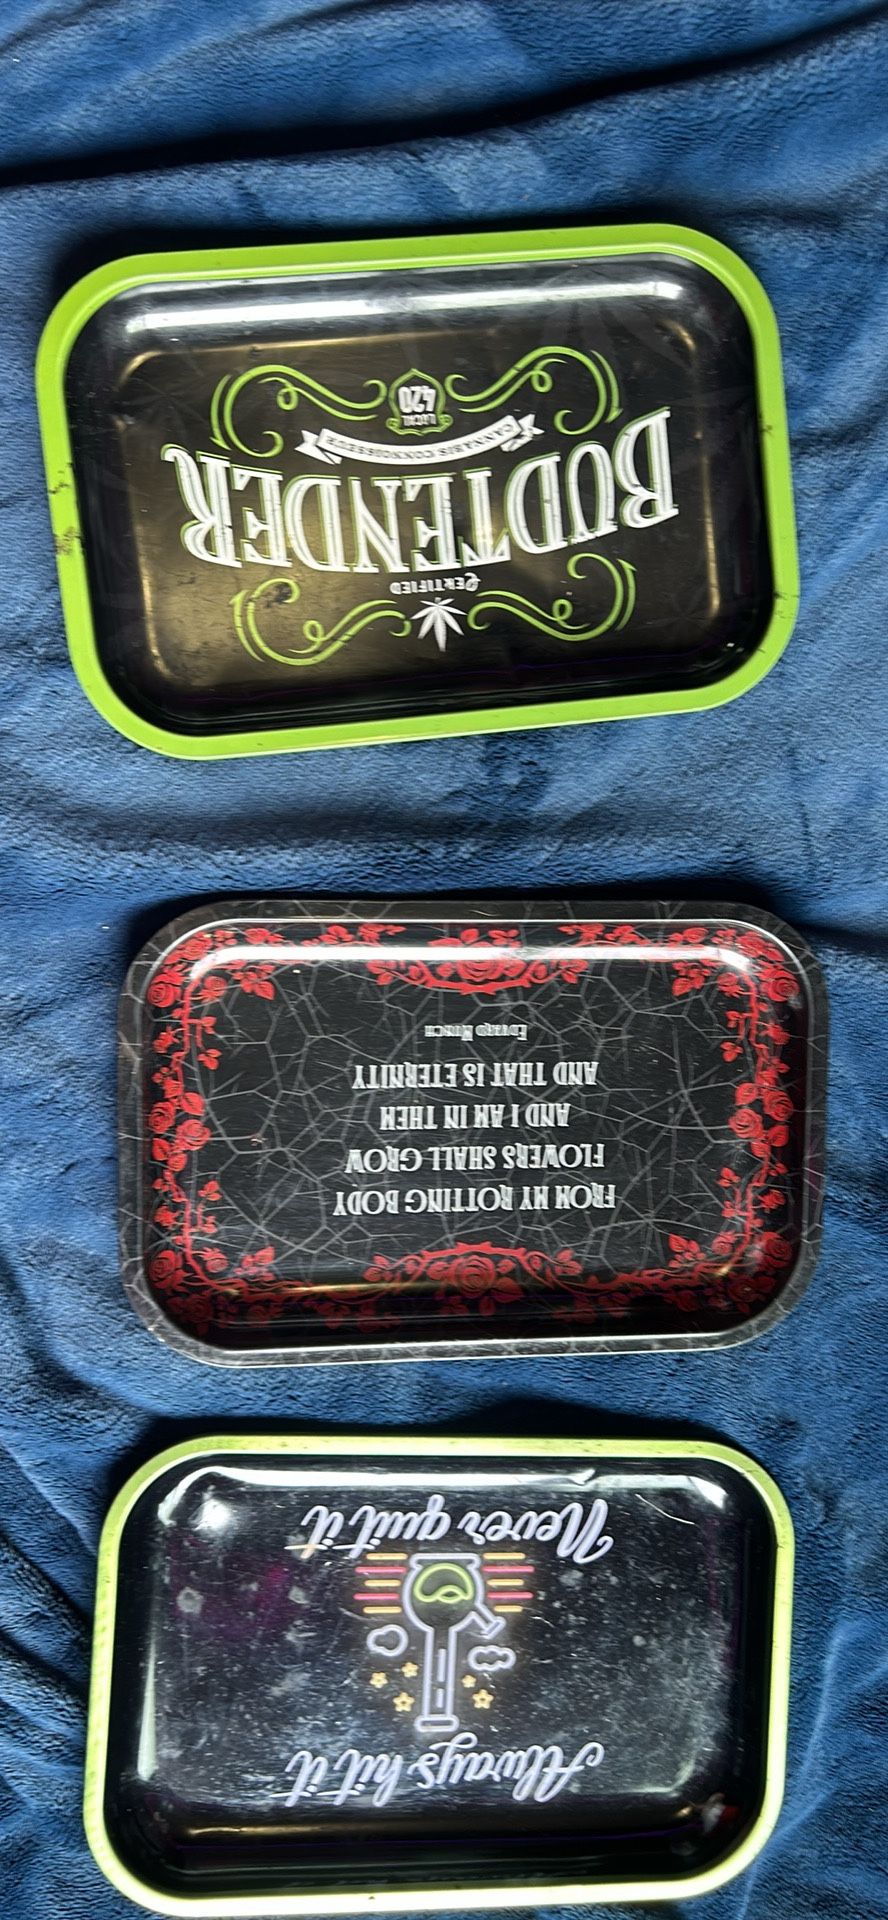 Always hit it
Never quit it
FROM MY ROTTING BODY
FLOWERS SHALL GROW
AND I AM IN THEM
AND THAT IS ETERNITY
EDVARD MUNCH
CERTIFIED
BUDTENDER
CANNABIS CONNOISSEUR
LOCAL
420